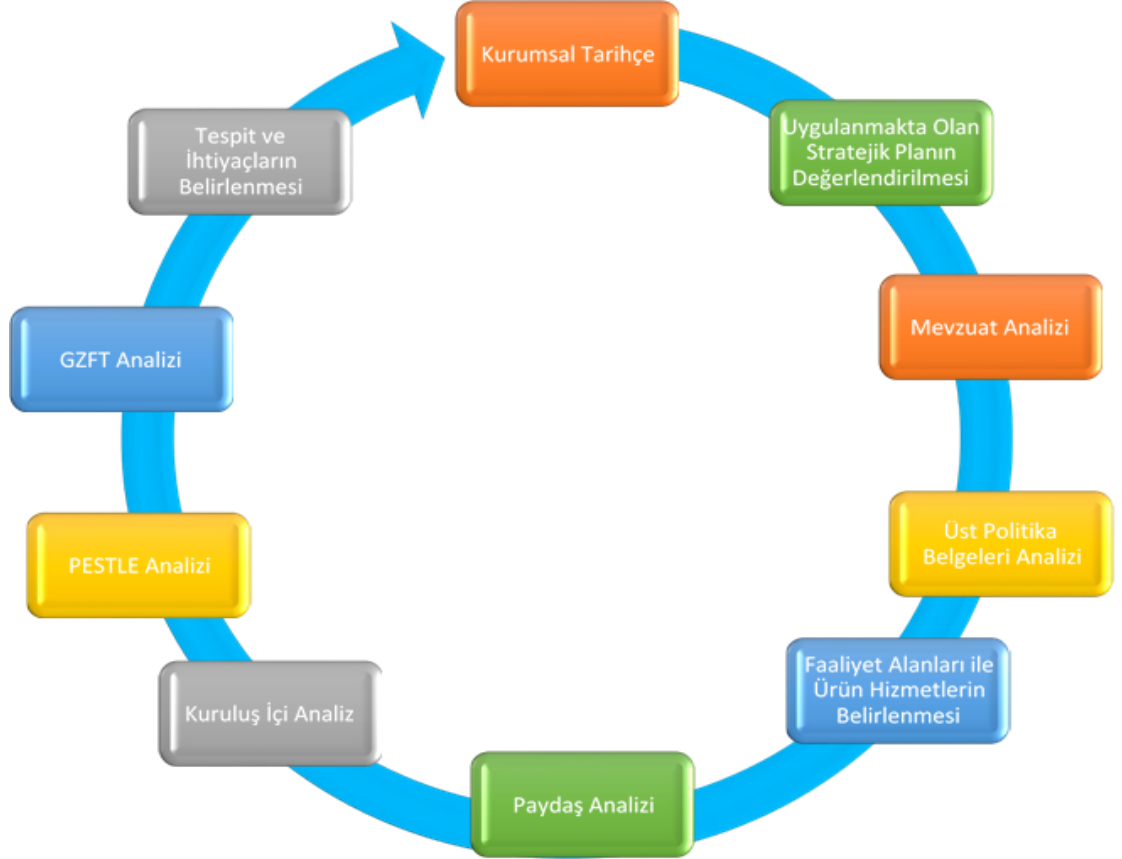 Kurumsal Tarihçe
Uygulanmakta Olan
Stratejik Planın
Değerlendirilmesi
Mevzuat Analizi
Üst Politika
Belgeleri Analizi
Faaliyet Alanları ile
Ürün Hizmetlerin
Belirlenmesi
Paydaş Analizi
Kuruluş İçi Analiz
PESTLE Analizi
GZFT Analizi
Tespit ve
İhtiyaçların
Belirlenmesi